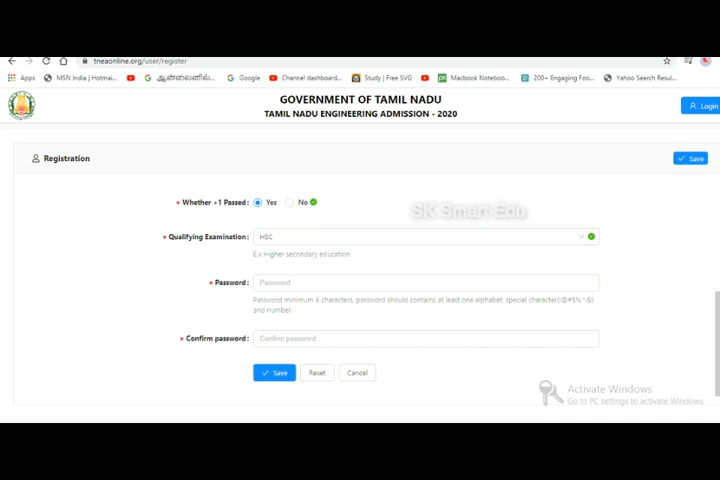 tneaonline.org/user/register
Apps MSN India | Hotmai... G ஆன்லைனில்... Google Channel dashboard... Study | Free SVG Macbook Noteboo... 200+ Engaging Foo... Yahoo Search Resul...
GOVERNMENT OF TAMIL NADU
TAMIL NADU ENGINEERING ADMISSION - 2020
Login
Registration
Save
* Whether +1 Passed : Yes No
SK Smart Edu
* Qualifying Examination : HSC
E.x Higher secondary education
* Password : Password
Password minimum 6 characters, password should contains at least one alphabet, special character(!@#$%^&)
and number.
* Confirm password : Confirm password
Save Reset Cancel
Activate Windows
Go to PC settings to activate Windows.